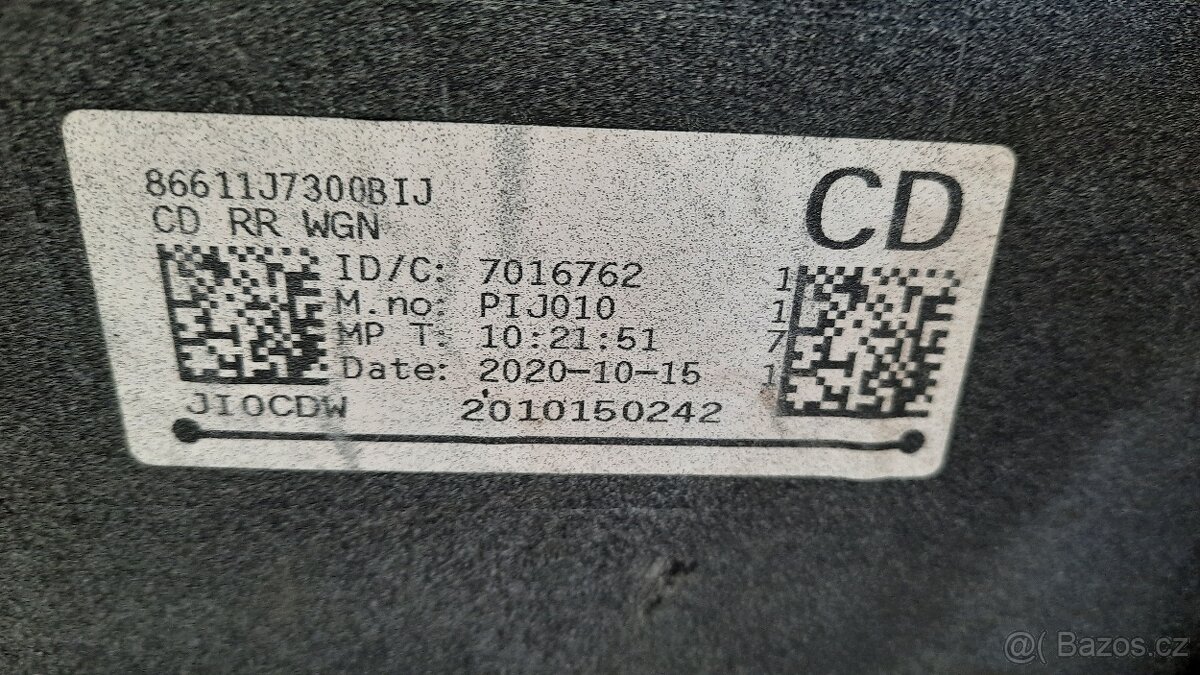 86611J7300BIJ
CD RR WGN
CD
ID/C: 7016762
M.no: PIJ010
MP T: 10:21:51
Date: 2020-10-15
1
1
7
1
JI0CDW 2010150242
@( Bazos.cz